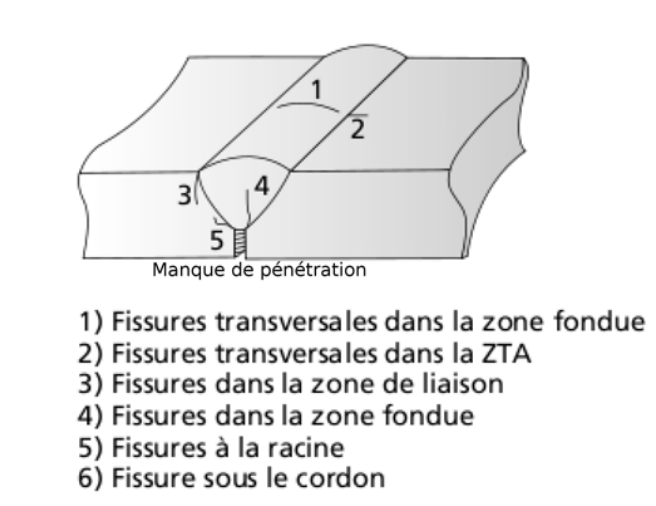 1
2
3
4
5
Manque de pénétration
1) Fissures transversales dans la zone fondue
2) Fissures transversales dans la ZTA
3) Fissures dans la zone de liaison
4) Fissures dans la zone fondue
5) Fissures à la racine
6) Fissure sous le cordon